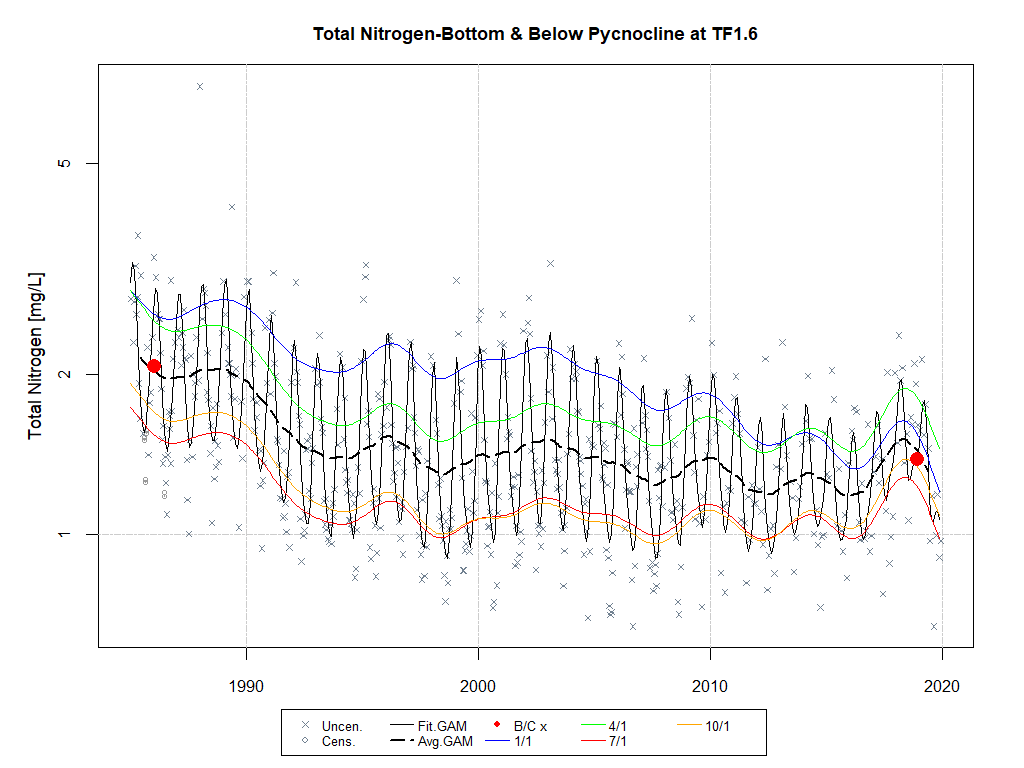 Total Nitrogen-Bottom & Below Pycnocline at TF1.6
Total Nitrogen [mg/L]
5
2
1
1990 2000 2010 2020
Uncen. Fit.GAM B/C x 4/1 10/1
Cens. Avg.GAM 1/1 7/1